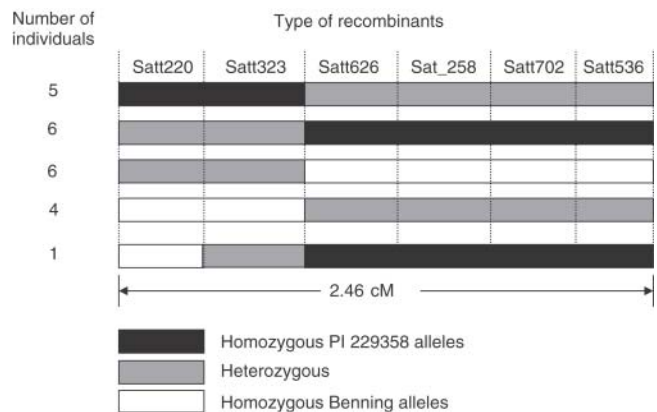 Number of
individuals
Type of recombinants
Satt220 Satt323 Satt626 Sat_258 Satt702 Satt536
5
6
6
4
1
2.46 cM
Homozygous PI 229358 alleles
Heterozygous
Homozygous Benning alleles